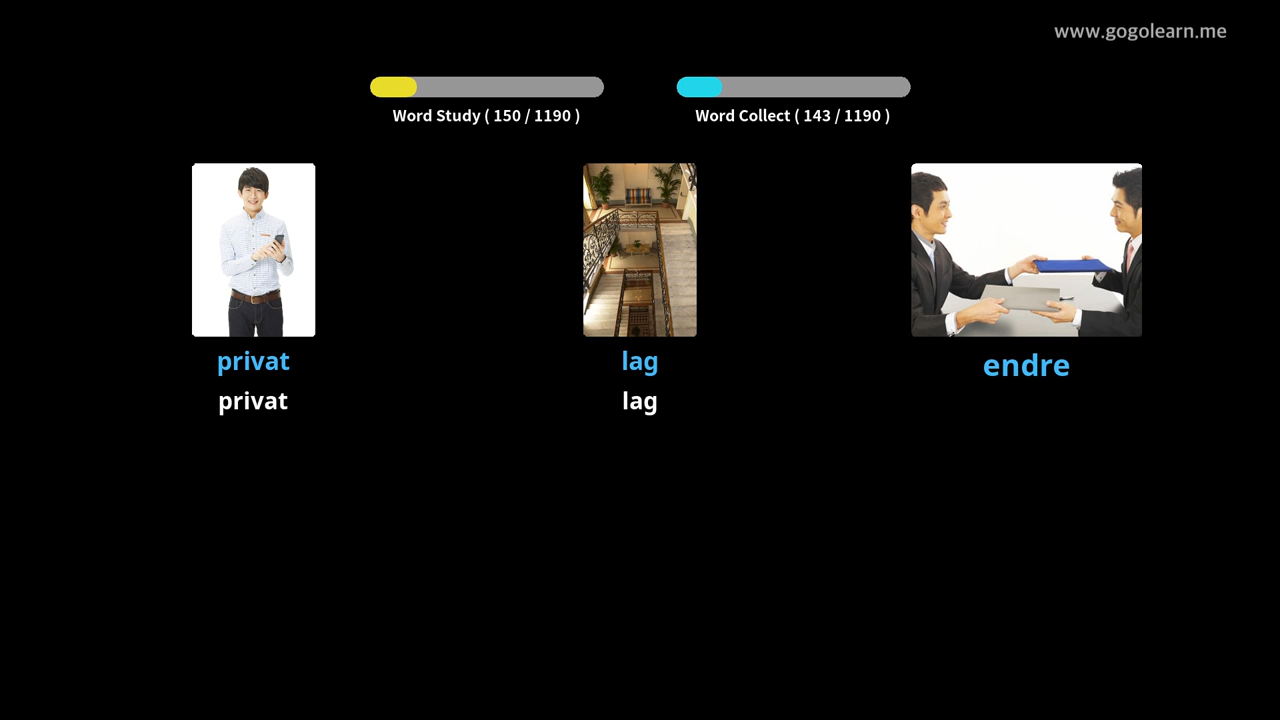 www.gogolearn.me
Word Study ( 150 / 1190 )
Word Collect ( 143 / 1190 )
privat
lag
endre
privat
lag